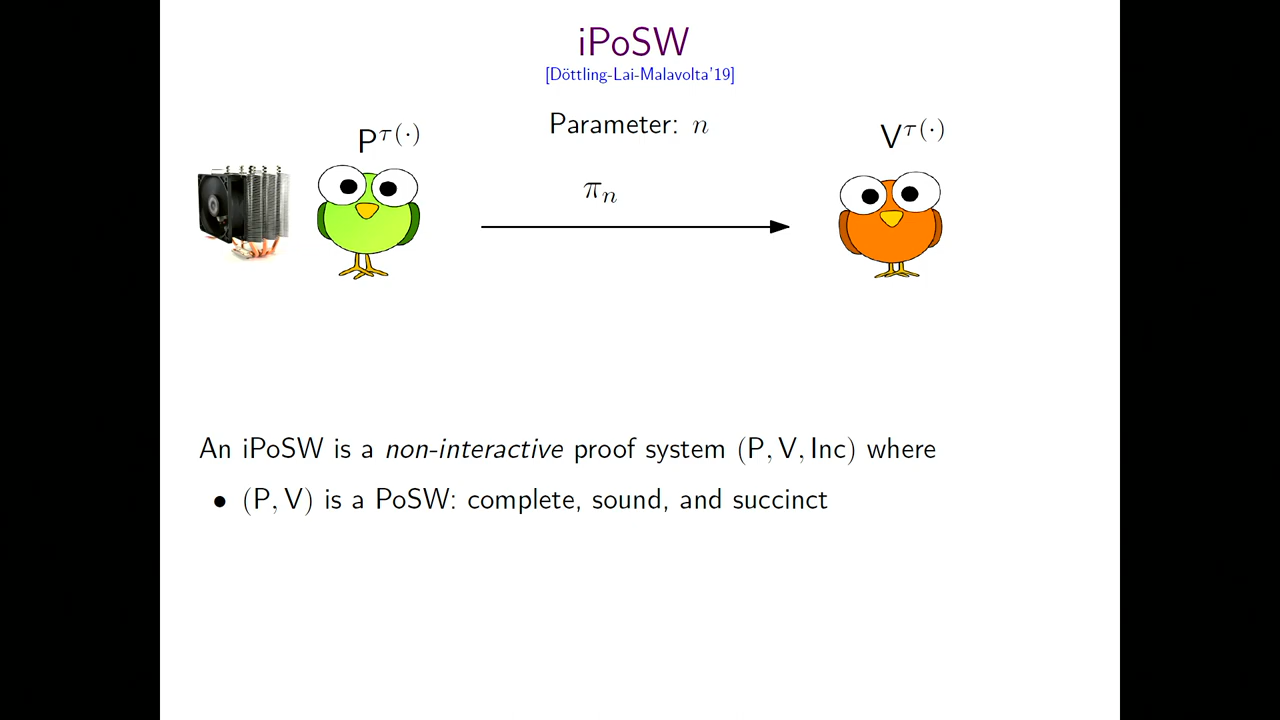 iPoSW
[Döttling-Lai-Malavolta'19]
Parameter: n
P^τ(·)
V^τ(·)
π_n
An iPoSW is a non-interactive proof system (P, V, Inc) where
• (P, V) is a PoSW: complete, sound, and succinct